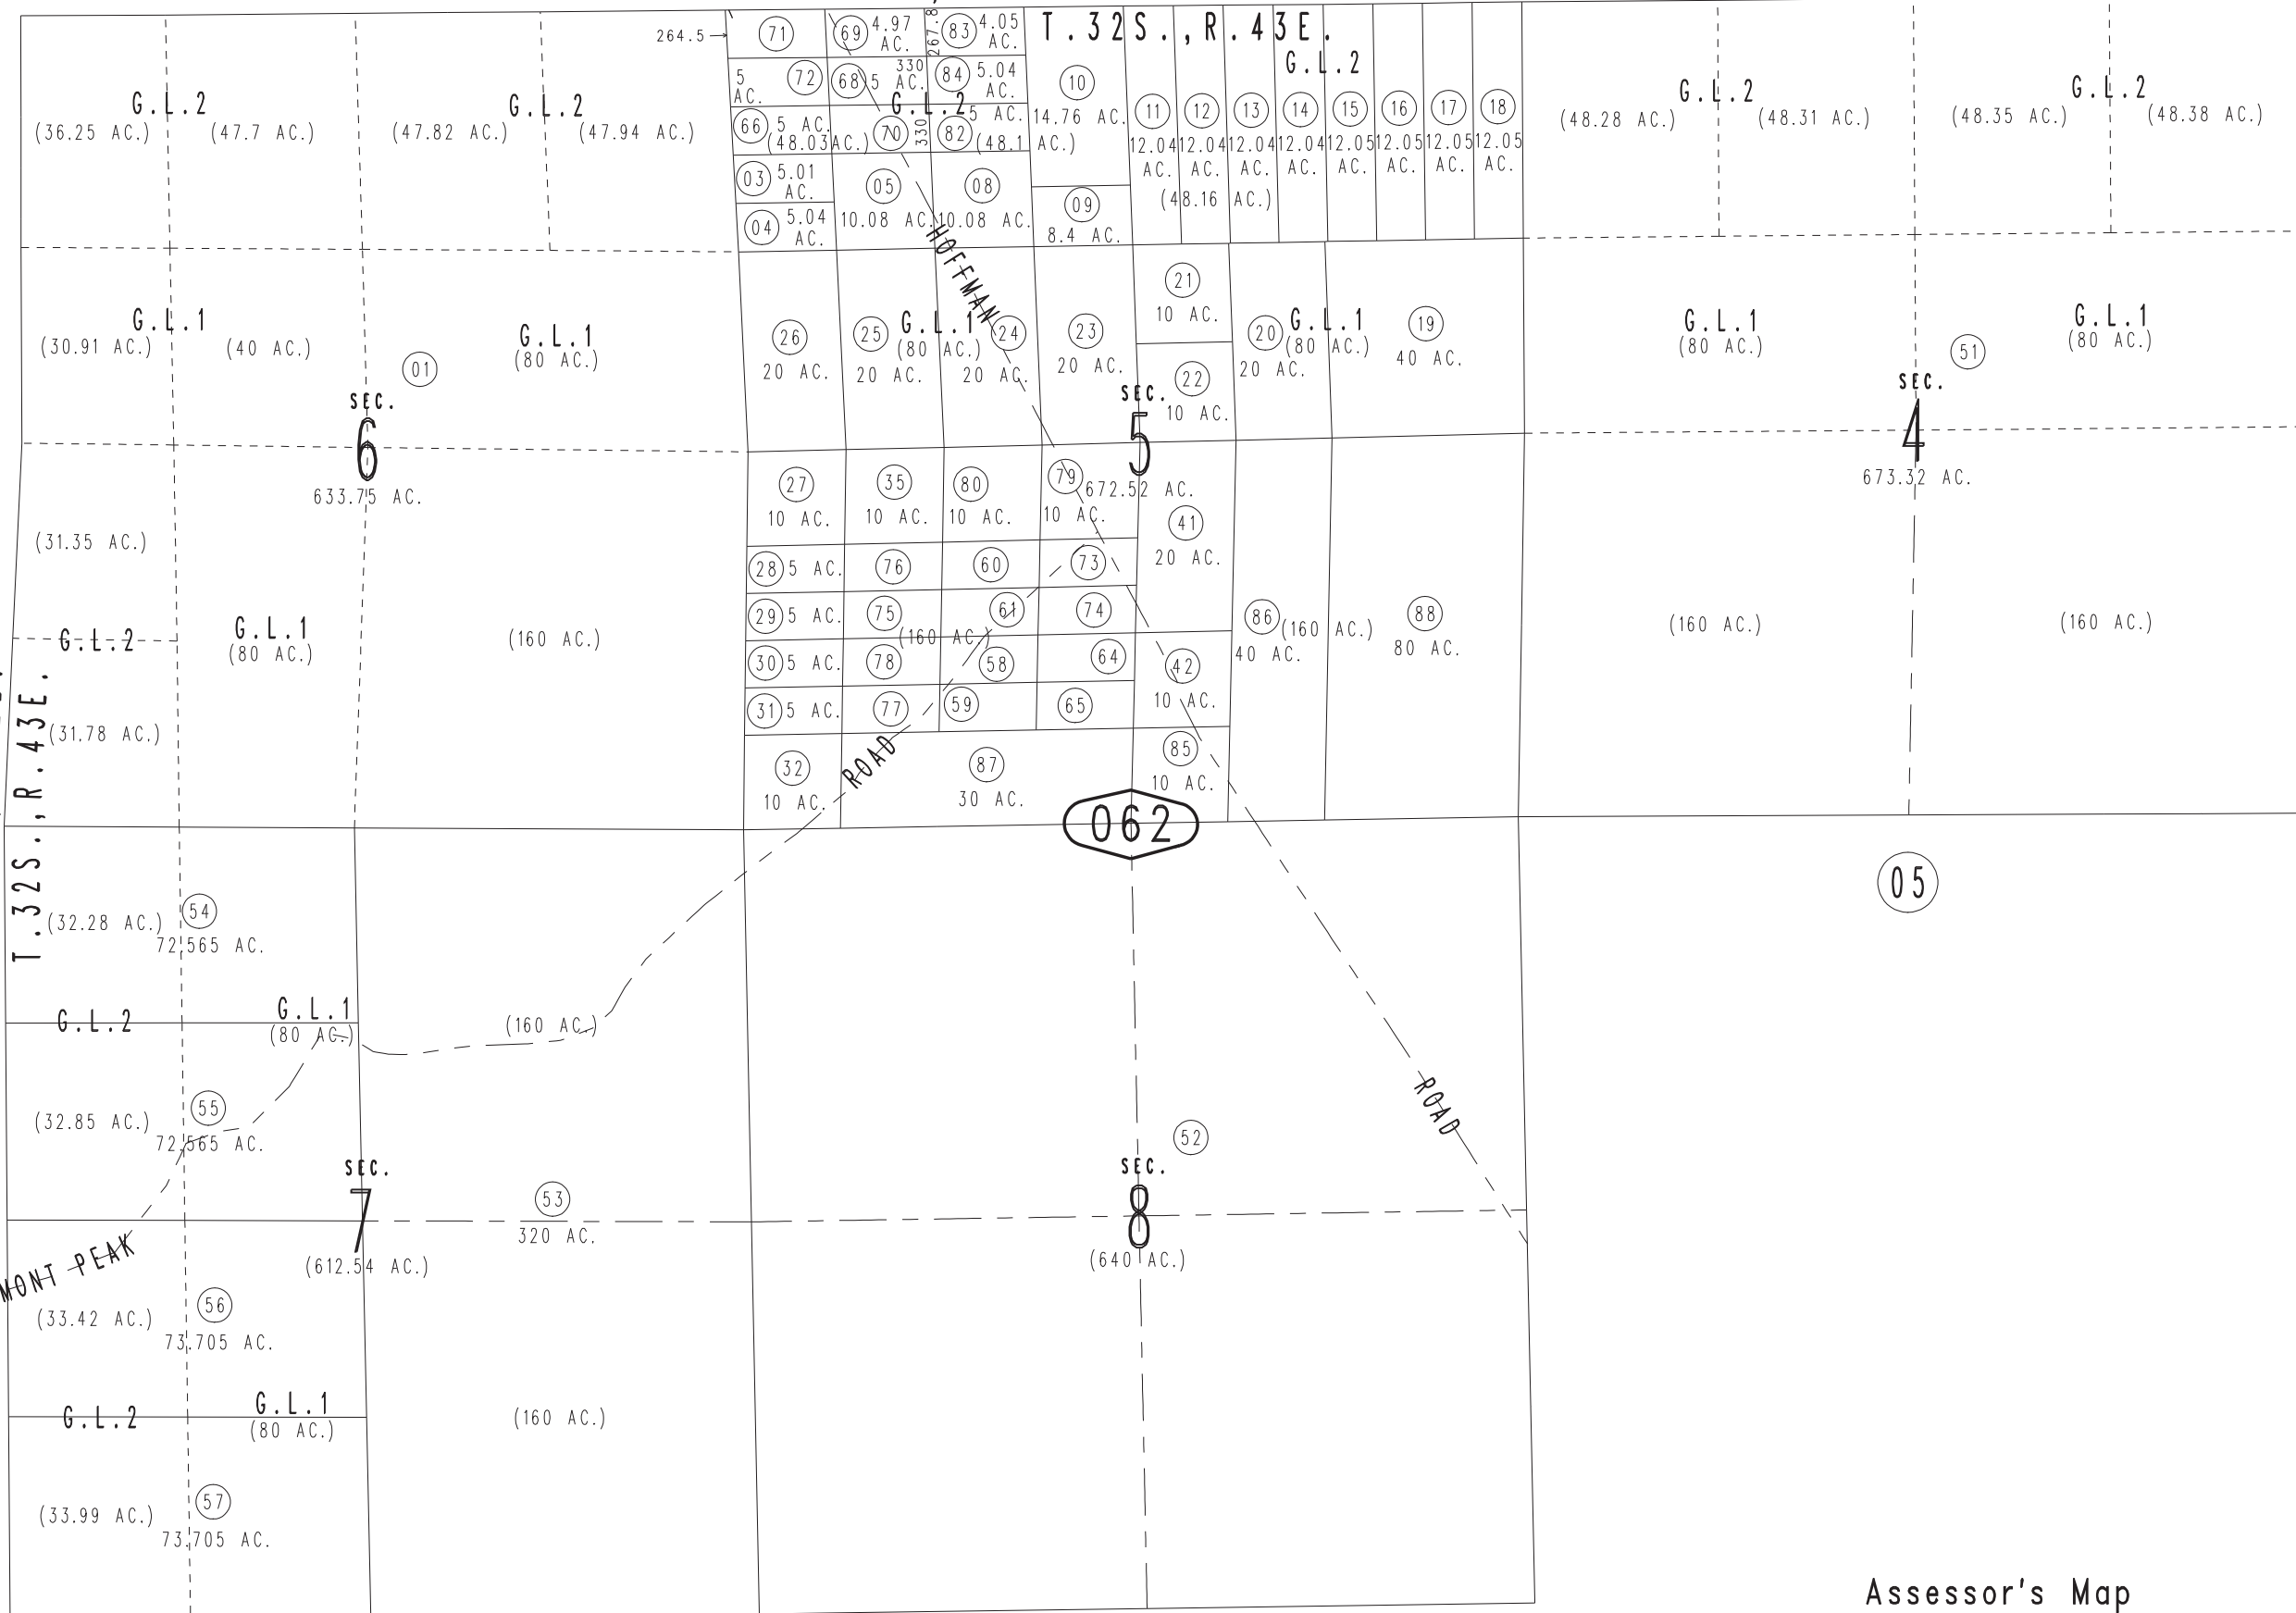 T.32S.,R.43E.
264.5
71
69 4.97 AC.
267.8
83 4.05 AC.
5 AC. 72
68 5 AC.
330
84 5.04 AC.
66 5 AC.
70
330
82 5 AC.
G.L.2
(48.03 AC.)
(48.1 AC.)
03 5.01 AC.
04 5.04 AC.
05
10.08 AC.
08
10.08 AC.
10
14.76 AC.
09
8.4 AC.
G.L.2
11 12 13 14 15 16 17 18
12.04 AC. 12.04 AC. 12.04 AC. 12.04 AC. 12.05 AC. 12.05 AC. 12.05 AC. 12.05 AC.
(48.16 AC.)
G.L.2
(36.25 AC.) (47.7 AC.)
G.L.2
(47.82 AC.) (47.94 AC.)
G.L.2
(48.28 AC.) (48.31 AC.)
G.L.2
(48.35 AC.) (48.38 AC.)
HOFFMAN
G.L.1
(30.91 AC.) (40 AC.)
G.L.1
(80 AC.)
01
SEC.
6
633.75 AC.
26
20 AC.
25
20 AC.
G.L.1
(80 AC.)
24
20 AC.
23
20 AC.
21
10 AC.
22
10 AC.
20
20 AC.
G.L.1
(80 AC.)
19
40 AC.
SEC.
5
672.52 AC.
G.L.1
(80 AC.)
G.L.1
(80 AC.)
51
SEC.
4
673.32 AC.
(31.35 AC.)
G.L.2
G.L.1
(80 AC.)
(160 AC.)
(31.78 AC.)
T.32S.,R.43E.
27
10 AC.
35
10 AC.
80
10 AC.
79
10 AC.
41
20 AC.
28 5 AC.
76
60
73
29 5 AC.
75
61
74
(160 AC.)
30 5 AC.
78
58
64
31 5 AC.
77
59
65
42
10 AC.
86
40 AC.
(160 AC.)
88
80 AC.
(160 AC.)
(160 AC.)
32
10 AC.
ROAD
87
30 AC.
85
10 AC.
062
05
54
(32.28 AC.)
72.565 AC.
G.L.2
G.L.1
(80 AC.)
(160 AC.)
55
(32.85 AC.)
72.565 AC.
ROAD
SEC.
7
(612.54 AC.)
53
320 AC.
52
SEC.
8
(640 AC.)
MONT PEAK
56
(33.42 AC.)
73.705 AC.
G.L.2
G.L.1
(80 AC.)
(160 AC.)
57
(33.99 AC.)
73.705 AC.
Assessor's Map